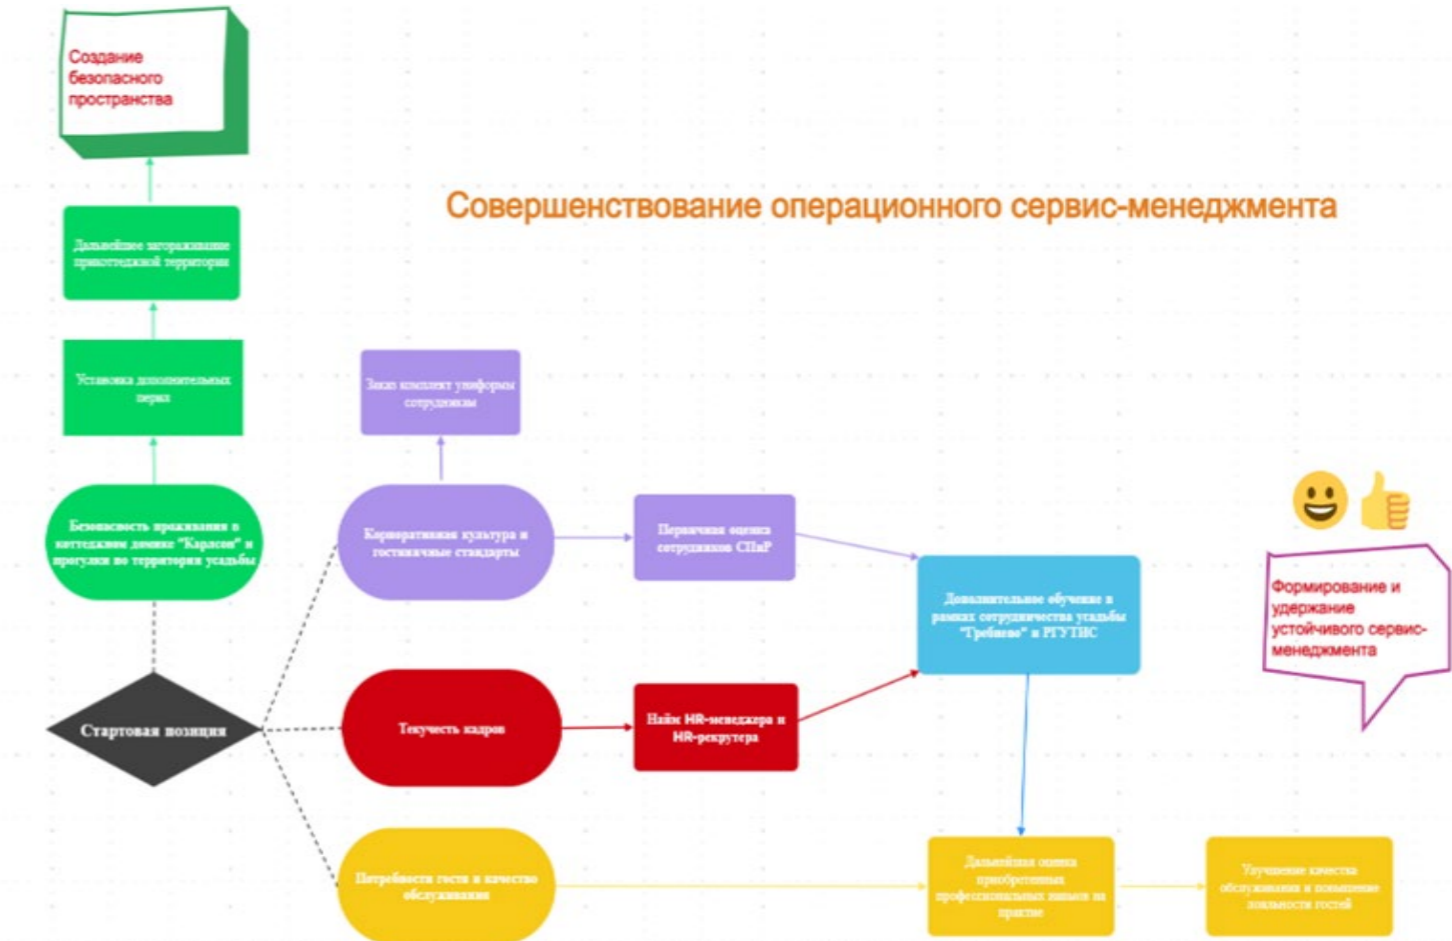 Создание
безопасного
пространства
Совершенствование операционного сервис-менеджмента
Дальнейшее загораживание
прикоттеджной территории
Установка дополнительных
перил
Заказ комплект униформы
сотрудникам
Безопасность проживания в
коттеджном домике "Карлсон" и
прогулки по территории усадьбы
Корпоративная культура и
гостиничные стандарты
Первичная оценка
сотрудников СПиР
Дополнительное обучение в
рамках сотрудничества усадьбы
"Гребнево" и РГУТИС
Формирование и
удержание
устойчивого сервис-
менеджмента
Стартовая позиция
Текучесть кадров
Найм HR-менеджера и
HR-рекрутера
Потребности гостя и качество
обслуживания
Дальнейшая оценка
приобретенных
профессиональных навыков на
практике
Улучшение качества
обслуживания и повышение
лояльности гостей